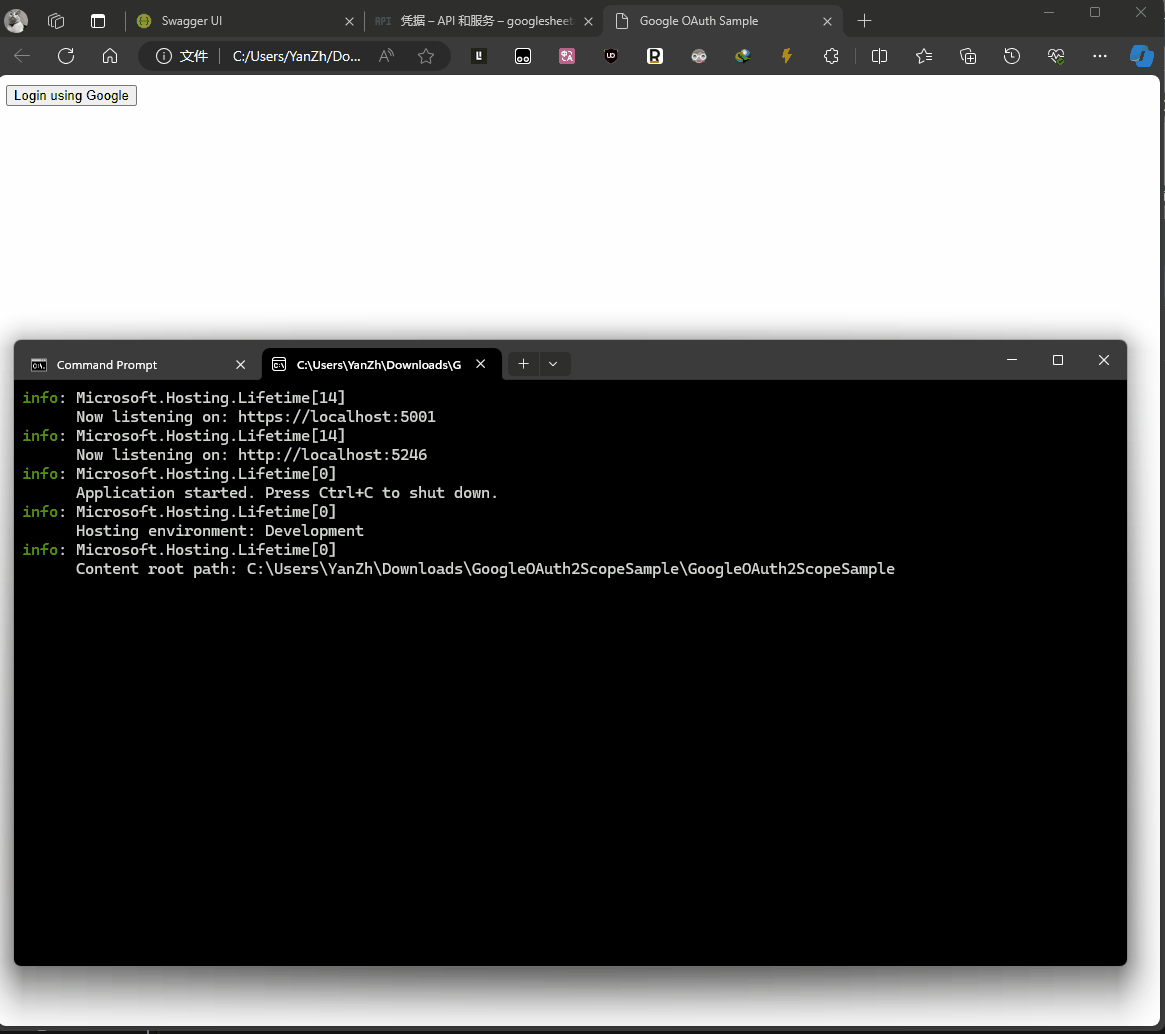 Swagger UI
API 凭据 – API 和服务 – googlesheet
Google OAuth Sample
文件
C:/Users/YanZh/Do...
Login using Google
Command Prompt
C:\Users\YanZh\Downloads\G
info: Microsoft.Hosting.Lifetime[14]
Now listening on: https://localhost:5001
info: Microsoft.Hosting.Lifetime[14]
Now listening on: http://localhost:5246
info: Microsoft.Hosting.Lifetime[0]
Application started. Press Ctrl+C to shut down.
info: Microsoft.Hosting.Lifetime[0]
Hosting environment: Development
info: Microsoft.Hosting.Lifetime[0]
Content root path: C:\Users\YanZh\Downloads\GoogleOAuth2ScopeSample\GoogleOAuth2ScopeSample